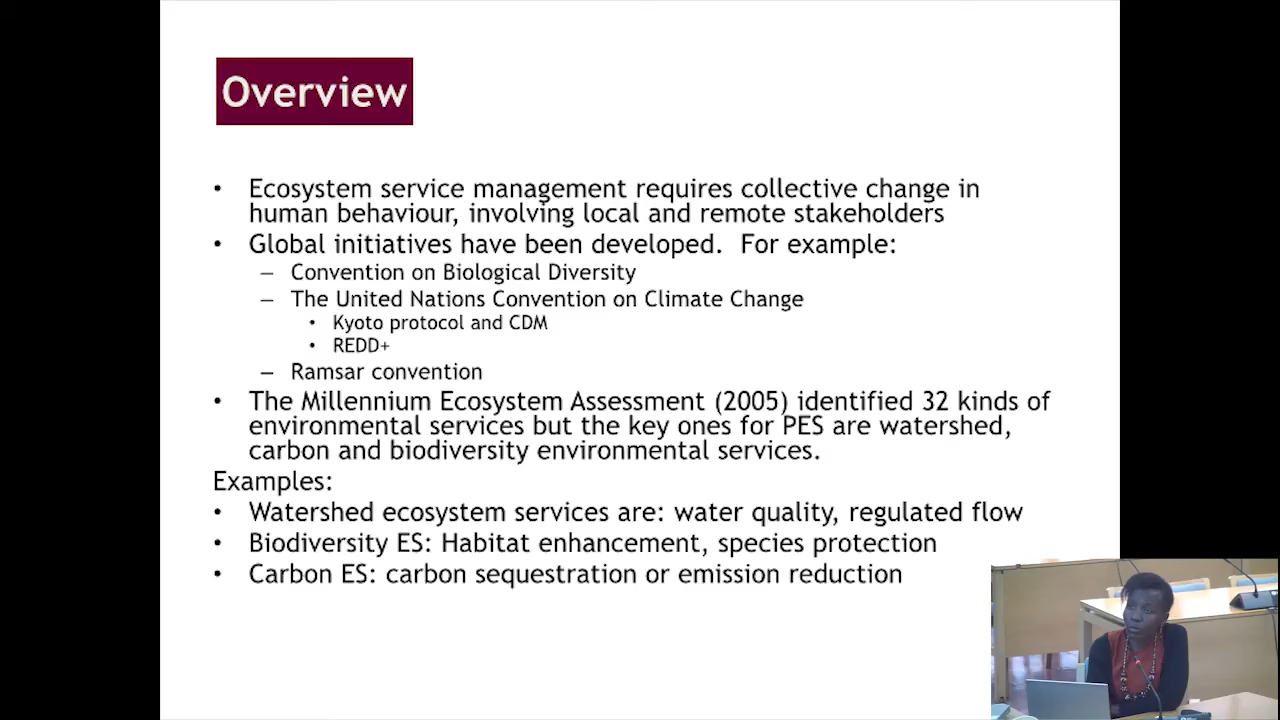 Overview
• Ecosystem service management requires collective change in
human behaviour, involving local and remote stakeholders
• Global initiatives have been developed.  For example:
– Convention on Biological Diversity
– The United Nations Convention on Climate Change
• Kyoto protocol and CDM
• REDD+
– Ramsar convention
• The Millennium Ecosystem Assessment (2005) identified 32 kinds of
environmental services but the key ones for PES are watershed,
carbon and biodiversity environmental services.
Examples:
• Watershed ecosystem services are: water quality, regulated flow
• Biodiversity ES: Habitat enhancement, species protection
• Carbon ES: carbon sequestration or emission reduction